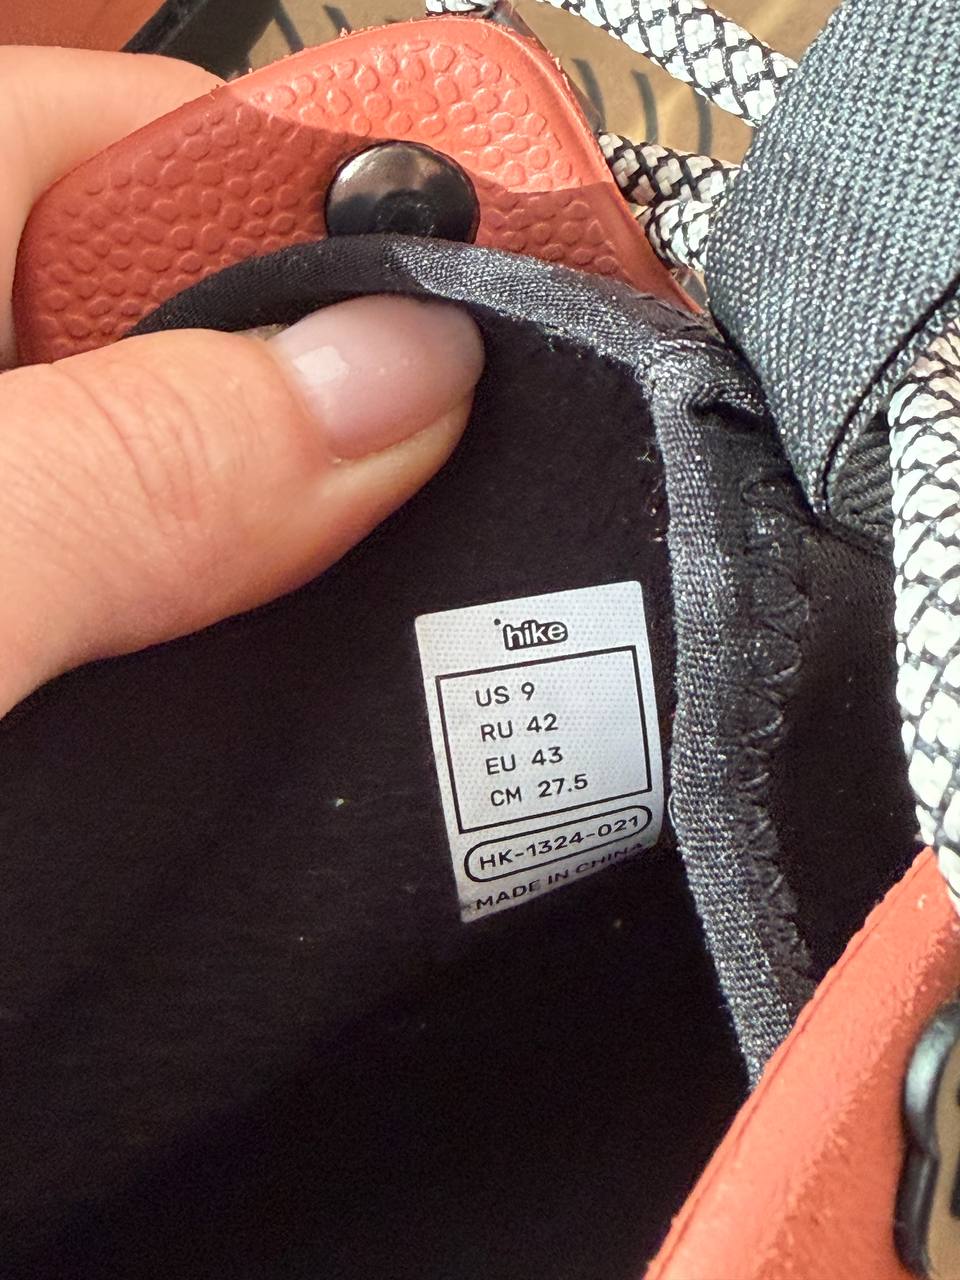 hike
US 9
RU 42
EU 43
CM 27.5
HK-1324-021
MADE IN CHINA